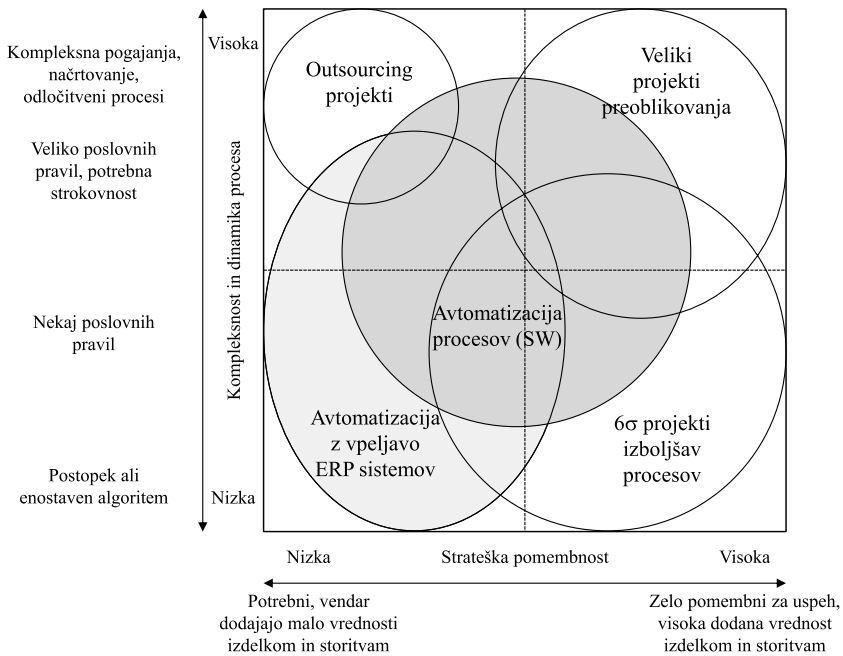 Kompleksna pogajanja,
načrtovanje,
odločitveni procesi
Veliko poslovnih
pravil, potrebna
strokovnost
Nekaj poslovnih
pravil
Postopek ali
enostaven algoritem
Visoka
Kompleksnost in dinamika procesa
Nizka
Outsourcing
projekti
Veliki
projekti
preoblikovanja
Avtomatizacija
procesov (SW)
Avtomatizacija
z vpeljavo
ERP sistemov
6σ projekti
izboljšav
procesov
Nizka
Strateška pomembnost
Visoka
Potrebni, vendar
dodajajo malo vrednosti
izdelkom in storitvam
Zelo pomembni za uspeh,
visoka dodana vrednost
izdelkom in storitvam